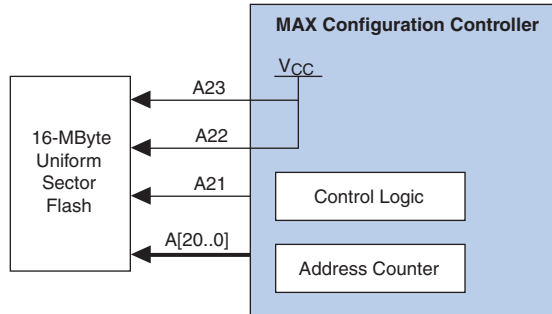 MAX Configuration Controller
VCC
A23
16-MByte
Uniform
Sector
Flash
A22
A21
A[20..0]
Control Logic
Address Counter